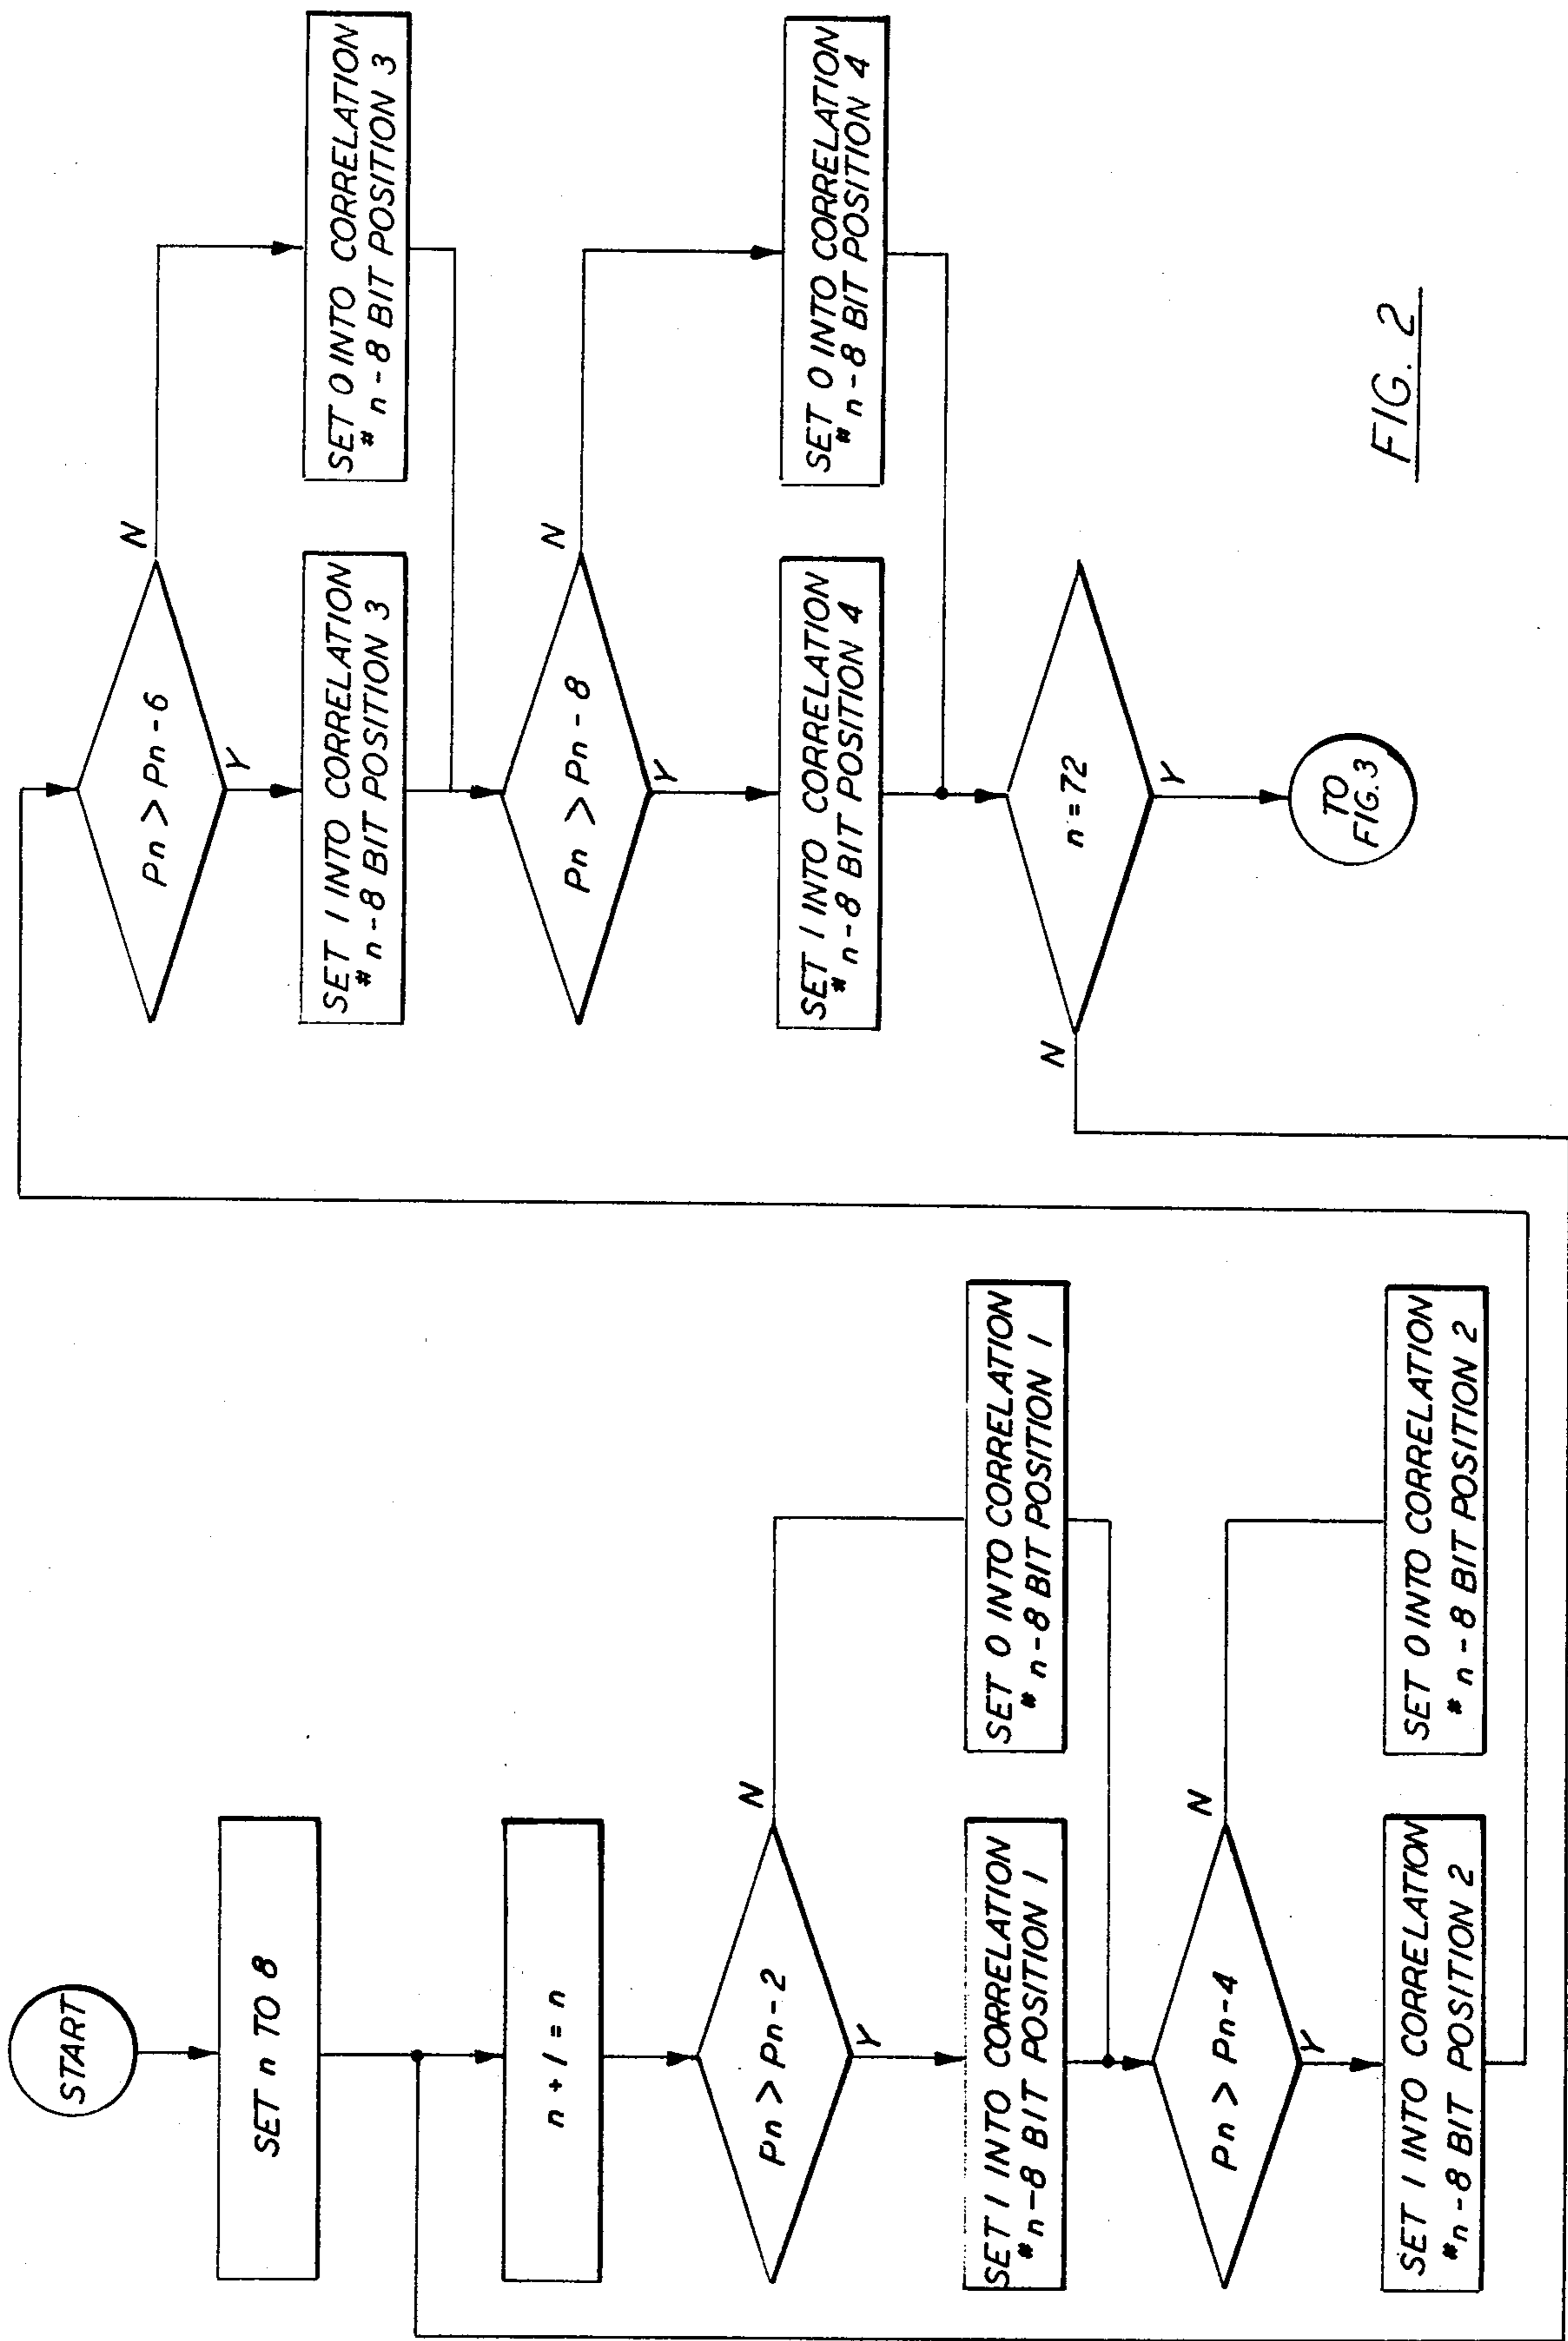 START
SET n TO 8
n + 1 = n
Pn > Pn - 2
N
Y
SET 1 INTO CORRELATION
# n-8 BIT POSITION 1
SET 0 INTO CORRELATION
# n-8 BIT POSITION 1
Pn > Pn-4
N
Y
SET 1 INTO CORRELATION
#n-8 BIT POSITION 2
SET 0 INTO CORRELATION
# n-8 BIT POSITION 2
Pn > Pn-6
N
Y
SET 1 INTO CORRELATION
# n-8 BIT POSITION 3
SET 0 INTO CORRELATION
# n-8 BIT POSITION 3
Pn > Pn - 8
N
Y
SET 1 INTO CORRELATION
# n-8 BIT POSITION 4
SET 0 INTO CORRELATION
# n-8 BIT POSITION 4
n = 72
N
Y
TO
FIG. 3
FIG. 2